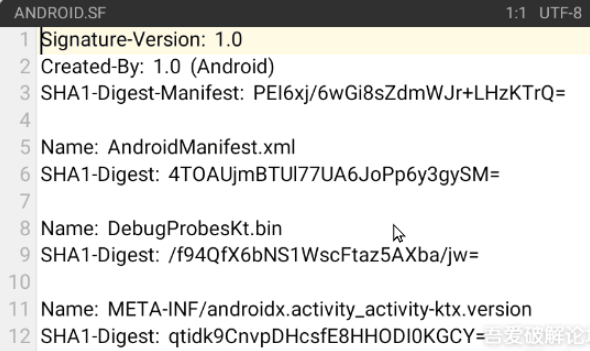 ANDROID.SF 1:1 UTF-8
1 Signature-Version: 1.0
2 Created-By: 1.0 (Android)
3 SHA1-Digest-Manifest: PEI6xj/6wGi8sZdmWJr+LHzKTrQ=
4
5 Name: AndroidManifest.xml
6 SHA1-Digest: 4TOAUjmBTUl77UA6JoPp6y3gySM=
7
8 Name: DebugProbesKt.bin
9 SHA1-Digest: /f94QfX6bNS1WscFtaz5AXba/jw=
10
11 Name: META-INF/androidx.activity_activity-ktx.version
12 SHA1-Digest: qtidk9CnvpDHcsfE8HHODI0KGCY=
吾爱破解论